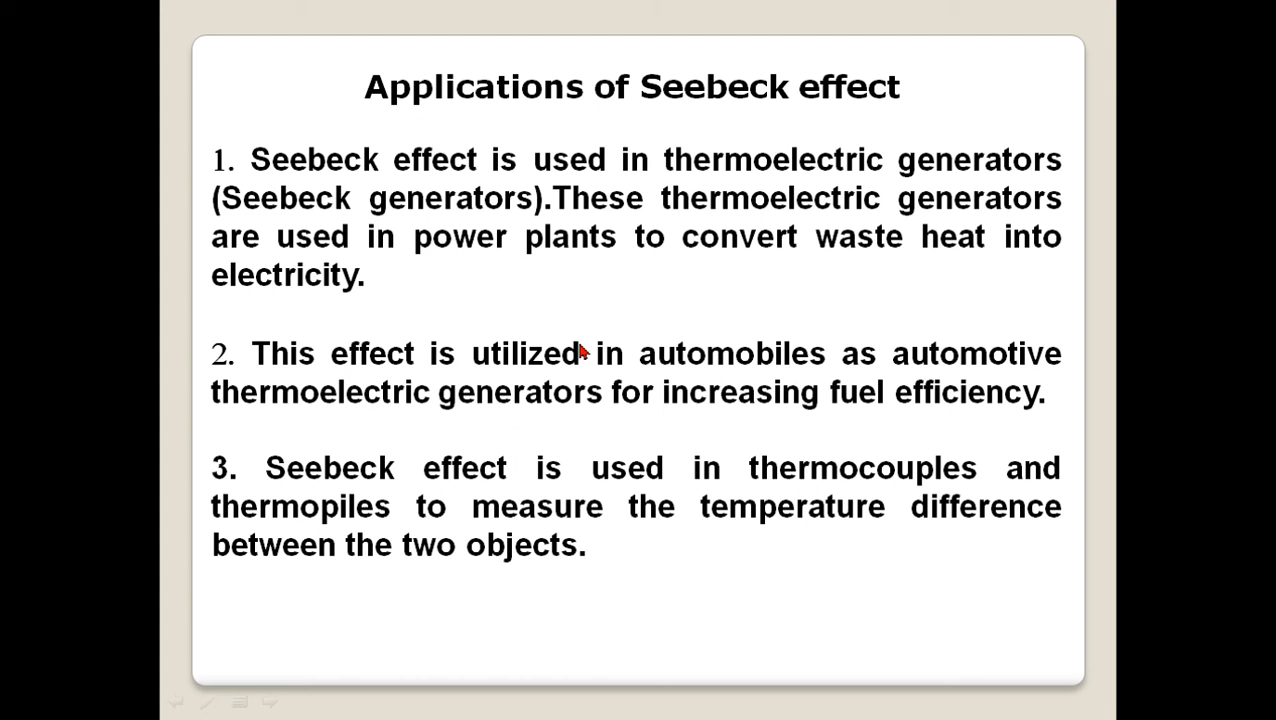 Applications of Seebeck effect
1. Seebeck effect is used in thermoelectric generators
(Seebeck generators).These thermoelectric generators
are used in power plants to convert waste heat into
electricity.
2. This effect is utilized in automobiles as automotive
thermoelectric generators for increasing fuel efficiency.
3. Seebeck effect is used in thermocouples and
thermopiles to measure the temperature difference
between the two objects.